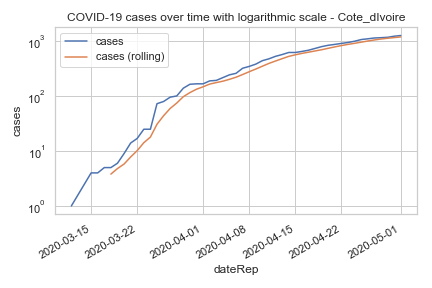 COVID-19 cases over time with logarithmic scale - Cote_dIvoire
cases
cases (rolling)
10³
10²
10¹
10⁰
cases
2020-03-15
2020-03-22
2020-04-01
2020-04-08
2020-04-15
2020-04-22
2020-05-01
dateRep